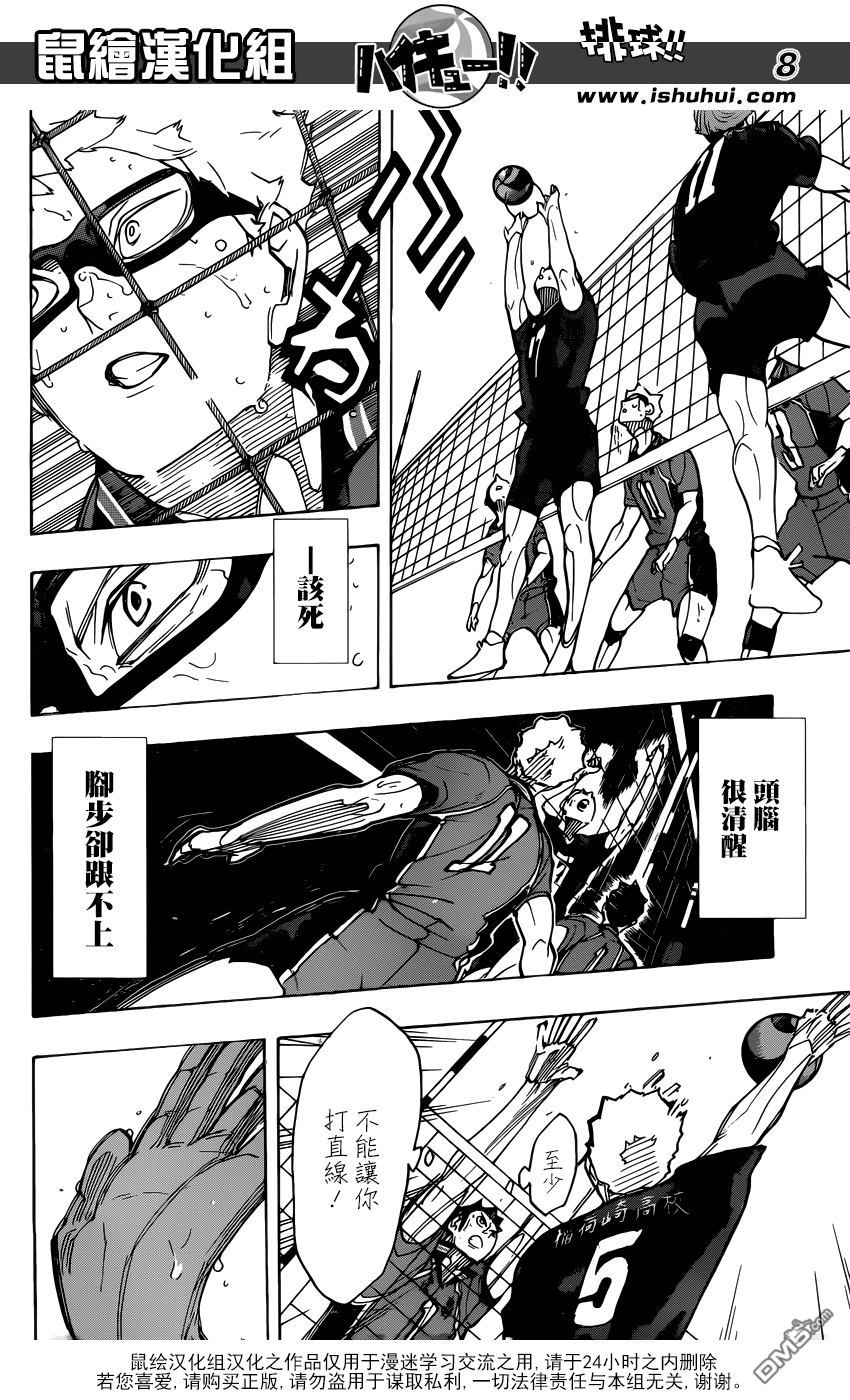 鼠繪漢化組
ハイキュー!!
排球!!
8
www.ishuhui.com
11
11
わ
—該死
頭腦
很清醒
腳步卻跟不上
11
至少
不能讓你
打直線!
稲荷崎高校
5
鼠绘汉化组汉化之作品仅用于漫迷学习交流之用, 请于24小时之内删除
若您喜爱, 请购买正版, 请勿盗用于谋取私利, 一切法律责任与本组无关, 谢谢.